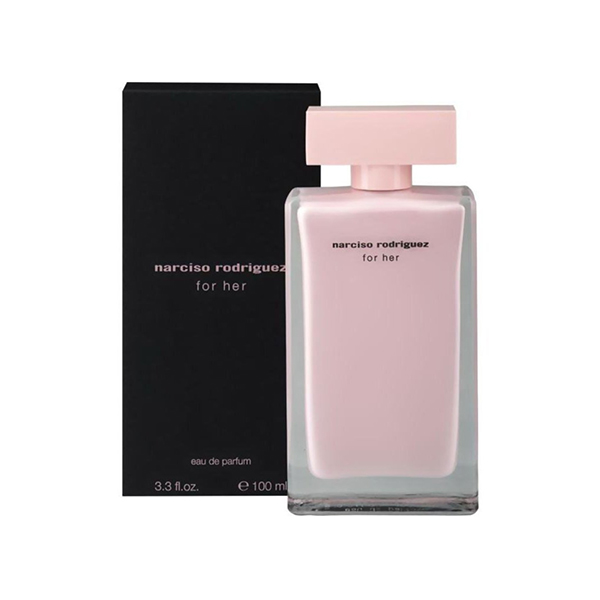 narciso rodriguez
for her
eau de parfum
3.3 fl.oz. ℮ 100 ml
narciso rodriguez
for her